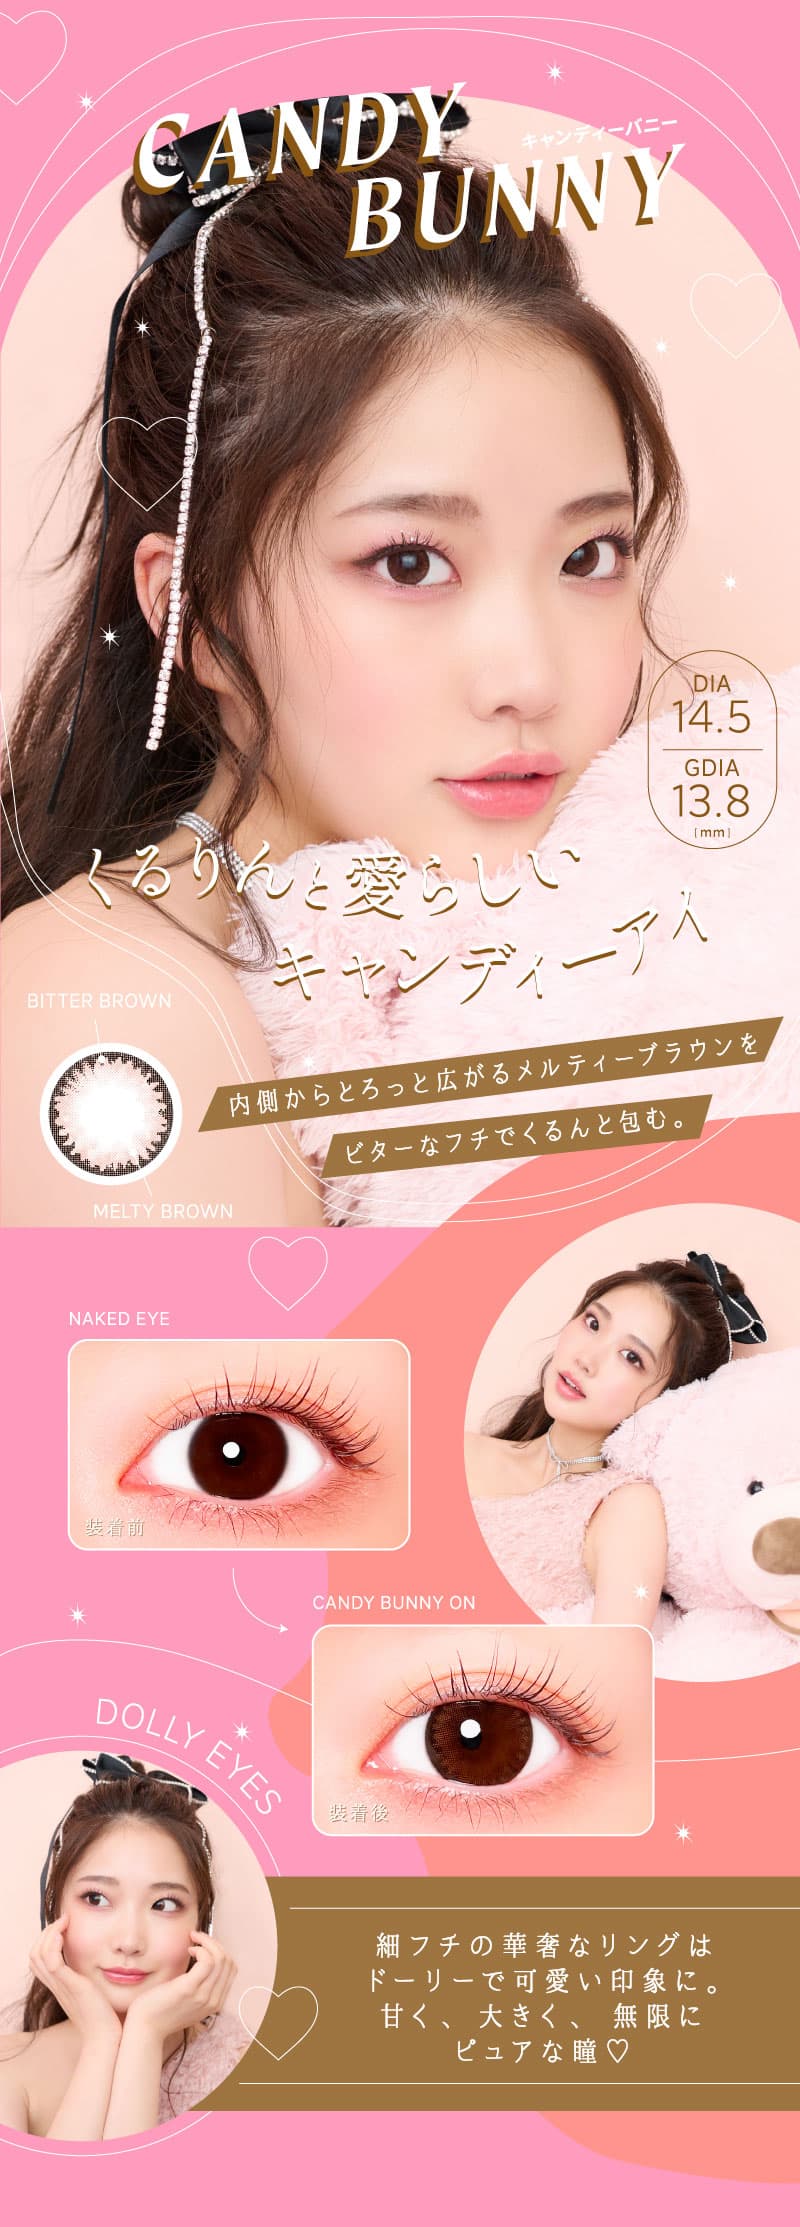 CANDY
キャンディーバニー
BUNNY
DIA
14.5
GDIA
13.8
[mm]
くるりんと愛らしい
キャンディーアイ
BITTER BROWN
内側からとろっと広がるメルティーブラウンを
ビターなフチでくるんと包む。
MELTY BROWN
NAKED EYE
装着前
CANDY BUNNY ON
装着後
DOLLY EYES
細フチの華奢なリングは
ドーリーで可愛い印象に。
甘く、大きく、無限に
ピュアな瞳♡